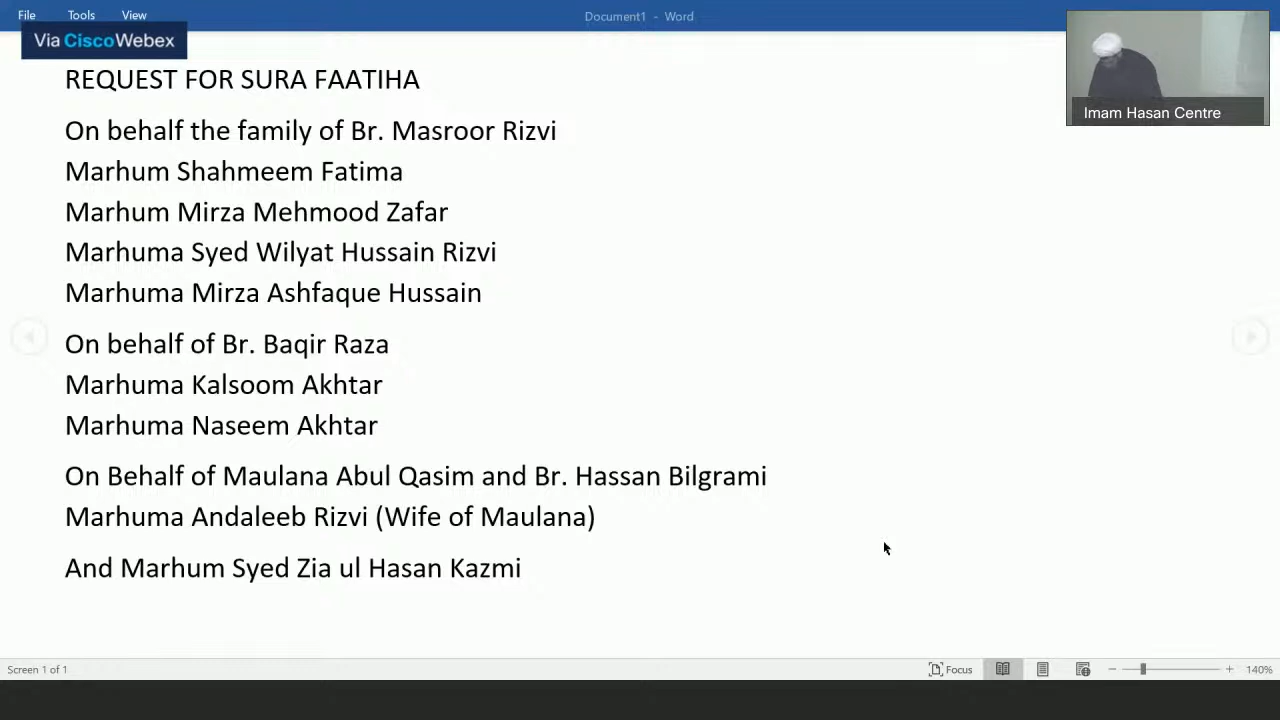 File Tools View
Document1 - Word
Via CiscoWebex
Imam Hasan Centre
REQUEST FOR SURA FAATIHA
On behalf the family of Br. Masroor Rizvi
Marhum Shahmeem Fatima
Marhum Mirza Mehmood Zafar
Marhuma Syed Wilyat Hussain Rizvi
Marhuma Mirza Ashfaque Hussain
On behalf of Br. Baqir Raza
Marhuma Kalsoom Akhtar
Marhuma Naseem Akhtar
On Behalf of Maulana Abul Qasim and Br. Hassan Bilgrami
Marhuma Andaleeb Rizvi (Wife of Maulana)
And Marhum Syed Zia ul Hasan Kazmi
Screen 1 of 1
Focus
140%